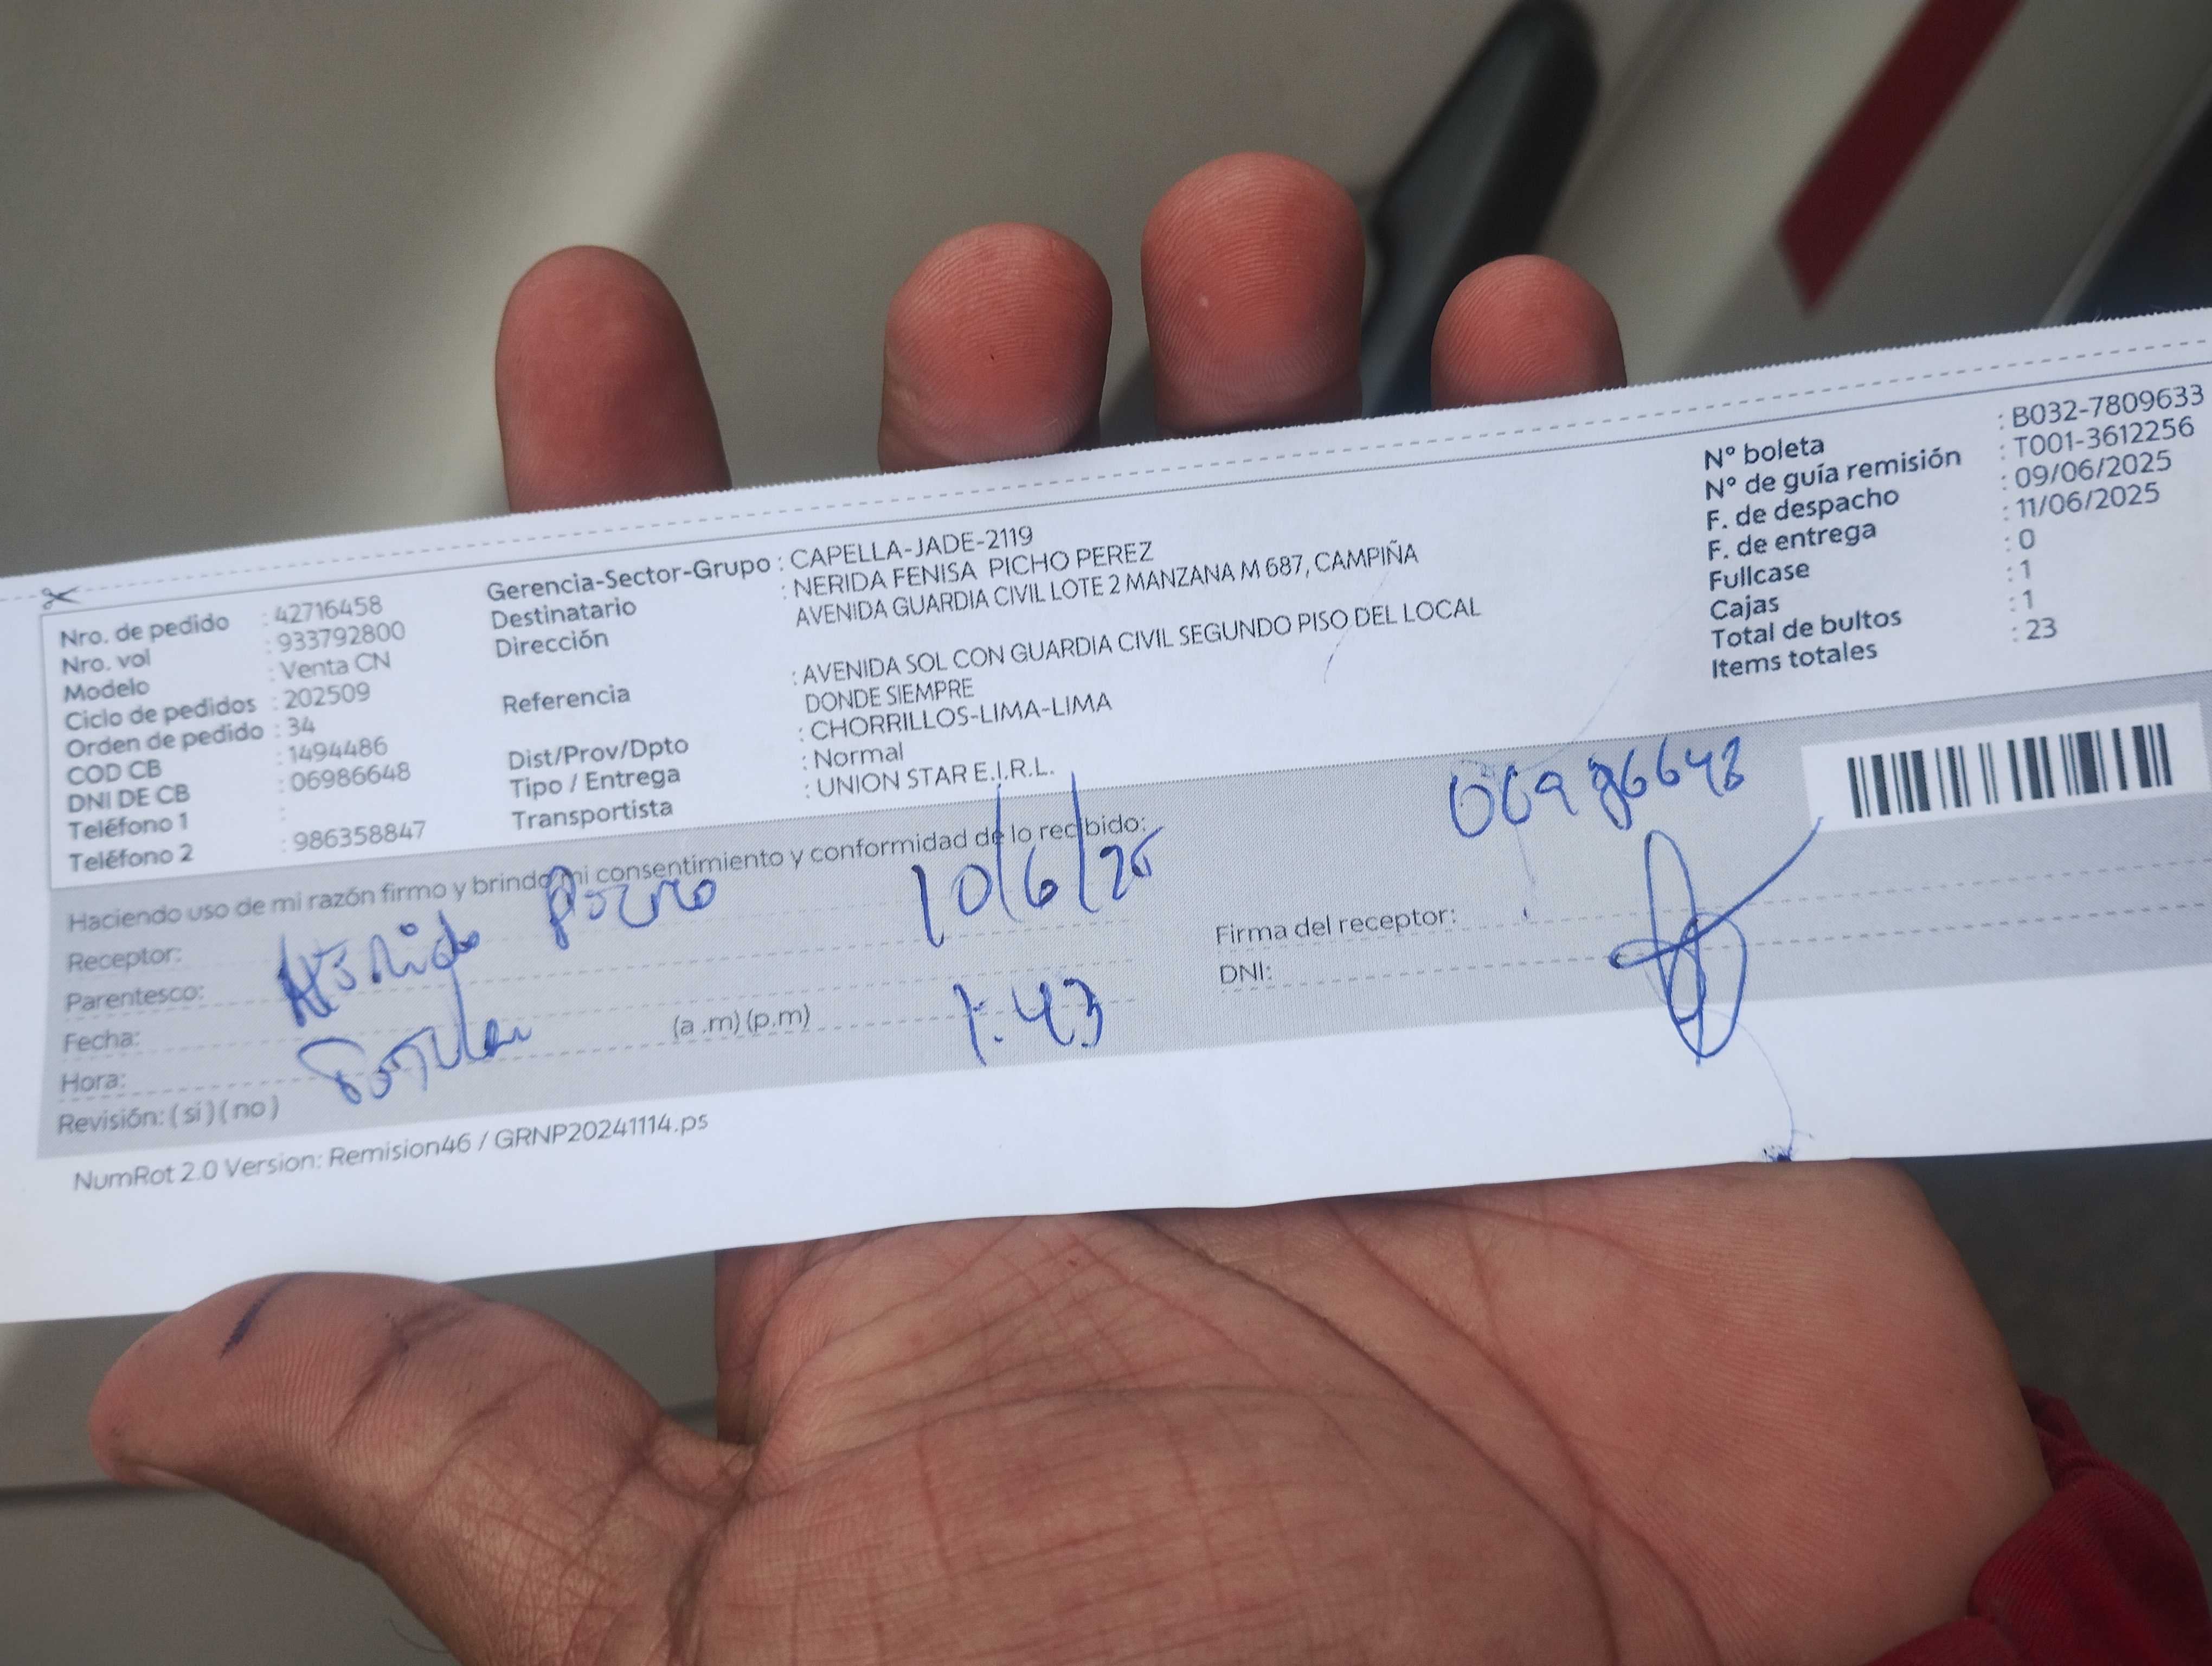 Nro. de pedido : 42716458
Nro. vol : 933792800
Modelo : Venta CN
Ciclo de pedidos : 202509
Orden de pedido : 34
COD CB : 1494486
DNI DE CB : 06986648
Teléfono 1 :
Teléfono 2 : 986358847
Gerencia-Sector-Grupo : CAPELLA-JADE-2119
Destinatario : NERIDA FENISA PICHO PEREZ
Dirección AVENIDA GUARDIA CIVIL LOTE 2 MANZANA M 687, CAMPIÑA
Referencia : AVENIDA SOL CON GUARDIA CIVIL SEGUNDO PISO DEL LOCAL
DONDE SIEMPRE
Dist/Prov/Dpto : CHORRILLOS-LIMA-LIMA
Tipo / Entrega : Normal
Transportista : UNION STAR E.I.R.L.
N° boleta : B032-7809633
N° de guía remisión : T001-3612256
F. de despacho : 09/06/2025
F. de entrega : 11/06/2025
Fullcase : 0
Cajas : 1
Total de bultos : 1
Items totales : 23
Haciendo uso de mi razón firmo y brindo mi consentimiento y conformidad de lo recibido:
Receptor:
Parentesco:
Fecha: 10/6/25
Hora: (a .m) (p.m) 1:43
Revisión: ( si ) ( no )
Firma del receptor:
DNI: 06986648
NumRot 2.0 Version: Remision46 / GRNP20241114.ps